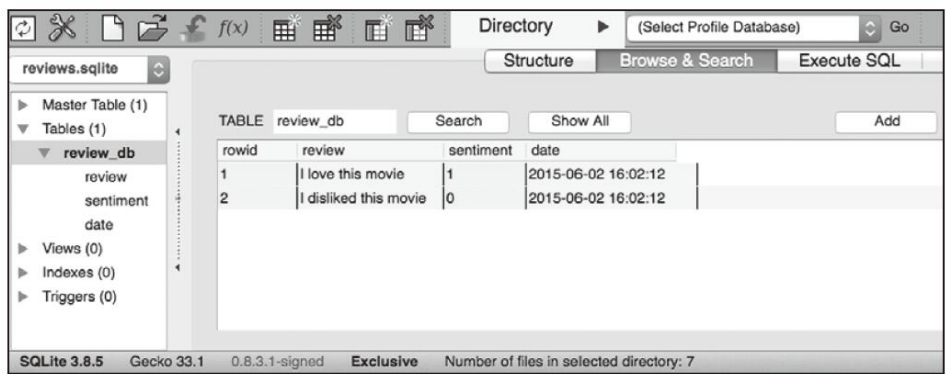 f(x) Directory (Select Profile Database) Go
reviews.sqlite
Structure Browse & Search Execute SQL
Master Table (1)
Tables (1)
review_db
review
sentiment
date
Views (0)
Indexes (0)
Triggers (0)
TABLE review_db Search Show All Add
rowid review sentiment date
1 I love this movie 1 2015-06-02 16:02:12
2 I disliked this movie 0 2015-06-02 16:02:12
SQLite 3.8.5 Gecko 33.1 0.8.3.1-signed Exclusive Number of files in selected directory: 7